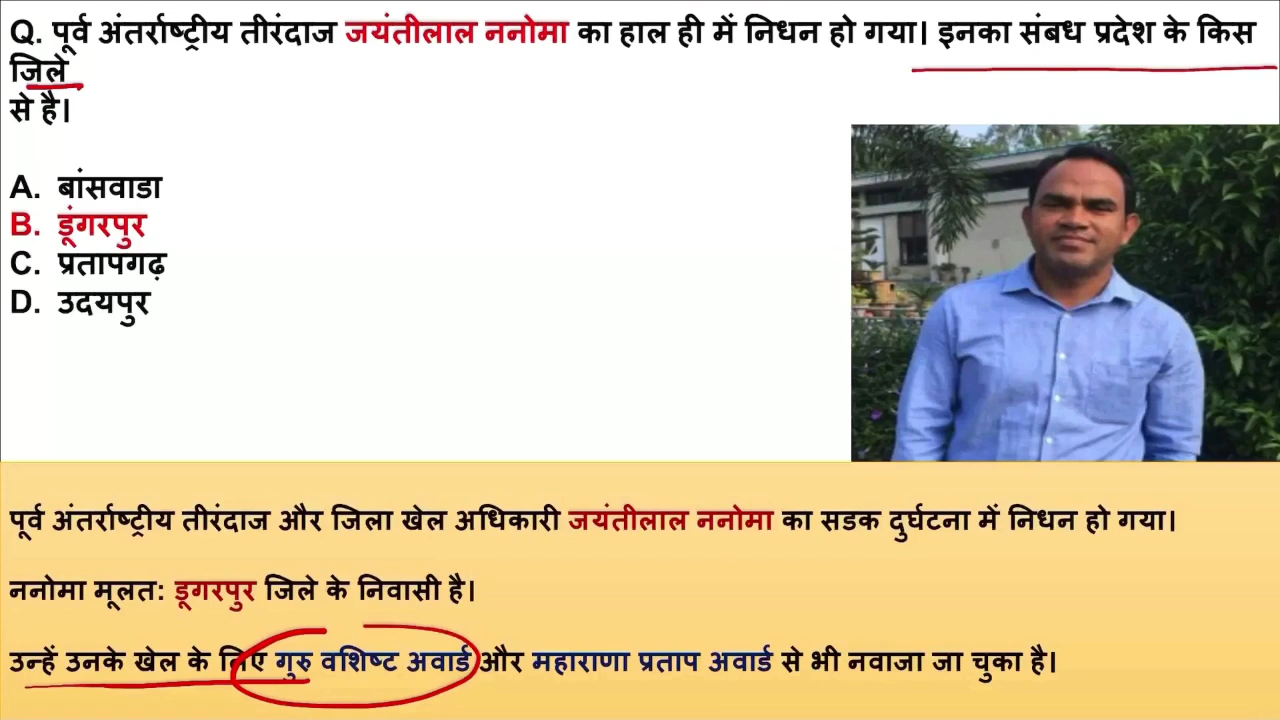 Q. पूर्व अंतर्राष्ट्रीय तीरंदाज जयंतीलाल ननोमा का हाल ही में निधन हो गया। इनका संबध प्रदेश के किस
जिले
से है।
A. बांसवाडा
B. डूंगरपुर
C. प्रतापगढ़
D. उदयपुर
पूर्व अंतर्राष्ट्रीय तीरंदाज और जिला खेल अधिकारी जयंतीलाल ननोमा का सडक दुर्घटना में निधन हो गया।
ननोमा मूलत: डूगरपुर जिले के निवासी है।
उन्हें उनके खेल के लिए गुरु वशिष्ट अवार्ड और महाराणा प्रताप अवार्ड से भी नवाजा जा चुका है।